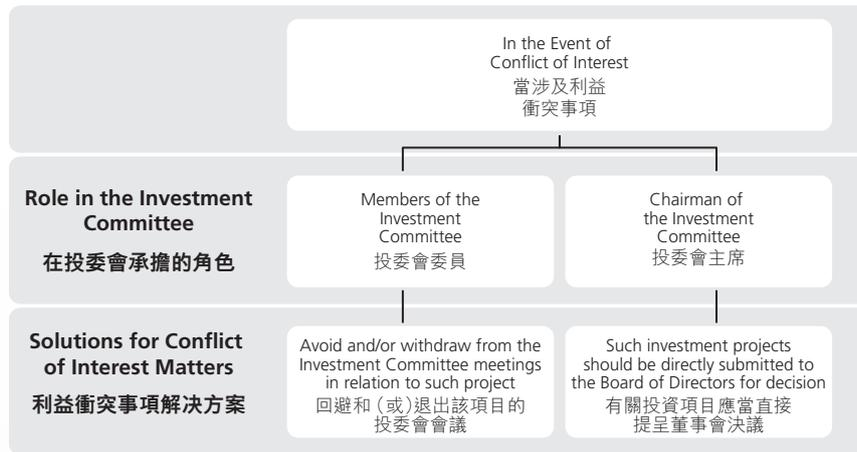 In the Event of
Conflict of Interest
當涉及利益
衝突事項
Role in the Investment
Committee
在投委會承擔的角色
Members of the
Investment
Committee
投委會委員
Chairman of
the Investment
Committee
投委會主席
Solutions for Conflict
of Interest Matters
利益衝突事項解決方案
Avoid and/or withdraw from the
Investment Committee meetings
in relation to such project
回避和（或）退出該項目的
投委會會議
Such investment projects
should be directly submitted to
the Board of Directors for decision
有關投資項目應當直接
提呈董事會決議